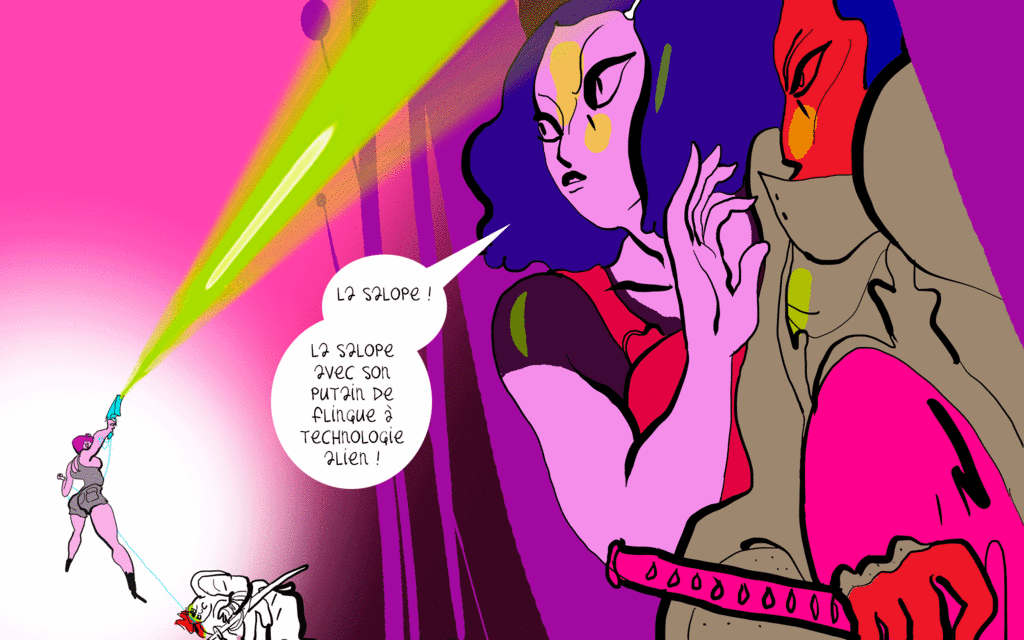 La salope !
La salope
avec son
putain de
flingue à
technologie
alien !